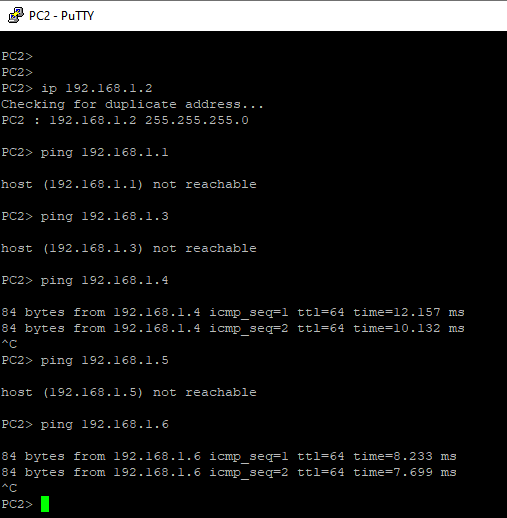 PC2 - PuTTY
PC2>
PC2>
PC2> ip 192.168.1.2
Checking for duplicate address...
PC2 : 192.168.1.2 255.255.255.0
PC2> ping 192.168.1.1
host (192.168.1.1) not reachable
PC2> ping 192.168.1.3
host (192.168.1.3) not reachable
PC2> ping 192.168.1.4
84 bytes from 192.168.1.4 icmp_seq=1 ttl=64 time=12.157 ms
84 bytes from 192.168.1.4 icmp_seq=2 ttl=64 time=10.132 ms
^C
PC2> ping 192.168.1.5
host (192.168.1.5) not reachable
PC2> ping 192.168.1.6
84 bytes from 192.168.1.6 icmp_seq=1 ttl=64 time=8.233 ms
84 bytes from 192.168.1.6 icmp_seq=2 ttl=64 time=7.699 ms
^C
PC2>